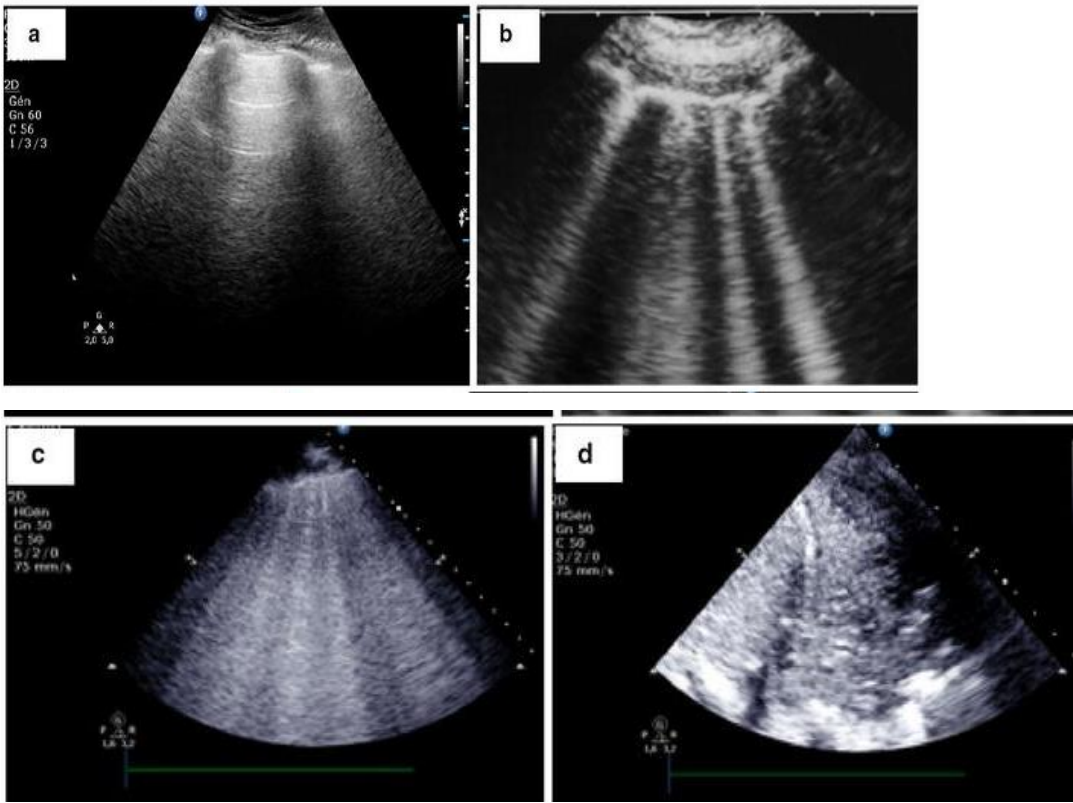 a
2D
Gén
Gn 60
C 56
1/3/3
G
P R
2,0 5,0
b
c
2D
HGén
Gn 50
C 50
5/2/0
75 mm/s
G
P R
1,6 3,2
d
2D
HGén
Gn 50
C 50
3/2/0
75 mm/s
G
P R
1,6 3,2